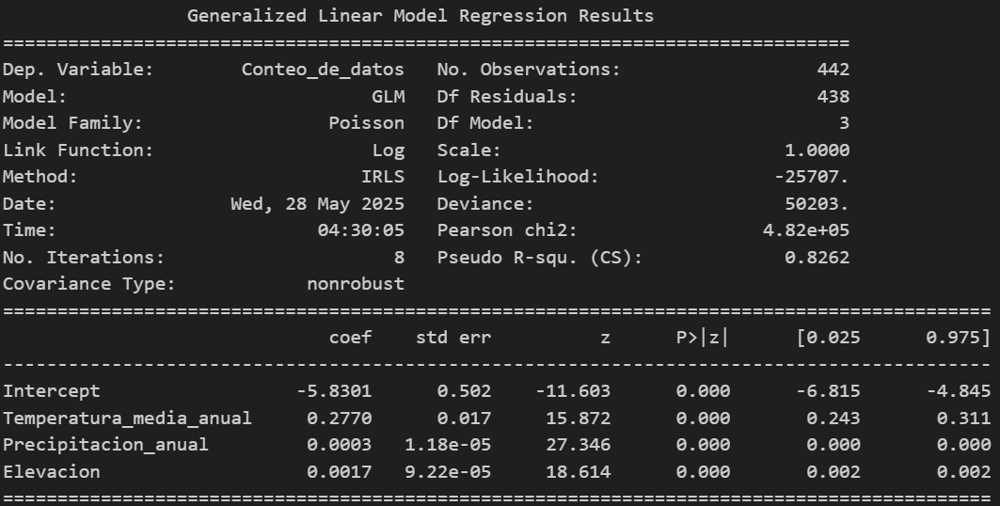 Generalized Linear Model Regression Results
==============================================================================
Dep. Variable: Conteo_de_datos No. Observations: 442
Model: GLM Df Residuals: 438
Model Family: Poisson Df Model: 3
Link Function: Log Scale: 1.0000
Method: IRLS Log-Likelihood: -25707.
Date: Wed, 28 May 2025 Deviance: 50203.
Time: 04:30:05 Pearson chi2: 4.82e+05
No. Iterations: 8 Pseudo R-squ. (CS): 0.8262
Covariance Type: nonrobust
===========================================================================================
coef std err z P>|z| [0.025 0.975]
-------------------------------------------------------------------------------------------
Intercept -5.8301 0.502 -11.603 0.000 -6.815 -4.845
Temperatura_media_anual 0.2770 0.017 15.872 0.000 0.243 0.311
Precipitacion_anual 0.0003 1.18e-05 27.346 0.000 0.000 0.000
Elevacion 0.0017 9.22e-05 18.614 0.000 0.002 0.002
===========================================================================================